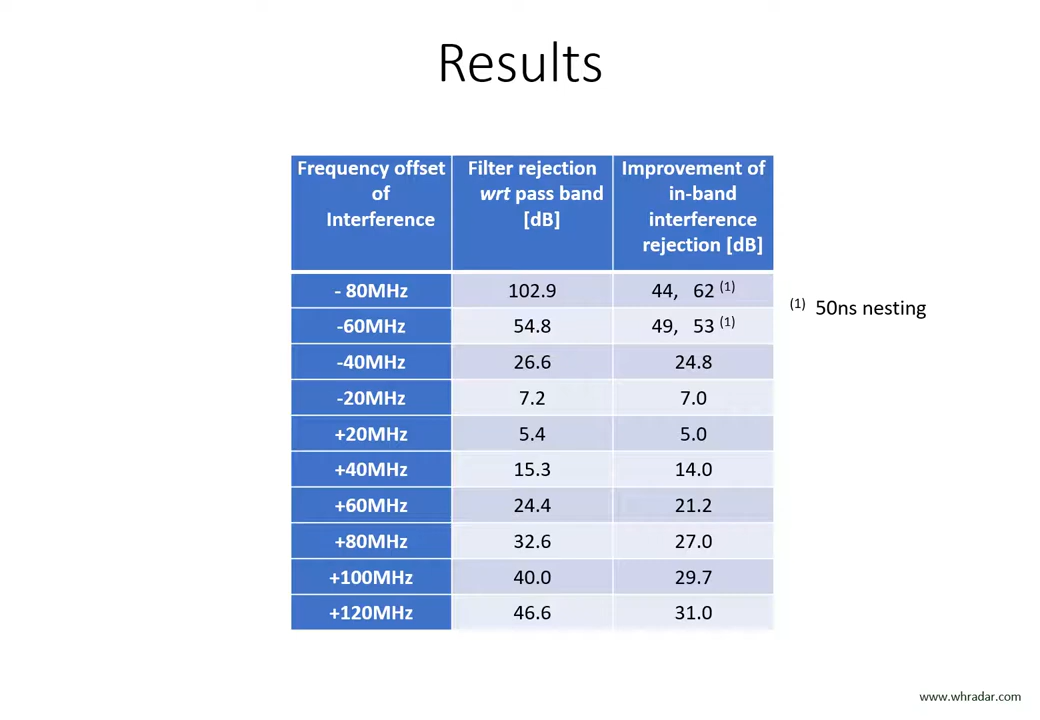 Results
Frequency offset
of
Interference
Filter rejection
wrt pass band
[dB]
Improvement of
in-band
interference
rejection [dB]
- 80MHz 102.9 44, 62 (1)
-60MHz 54.8 49, 53 (1)
-40MHz 26.6 24.8
-20MHz 7.2 7.0
+20MHz 5.4 5.0
+40MHz 15.3 14.0
+60MHz 24.4 21.2
+80MHz 32.6 27.0
+100MHz 40.0 29.7
+120MHz 46.6 31.0
(1) 50ns nesting
www.whradar.com